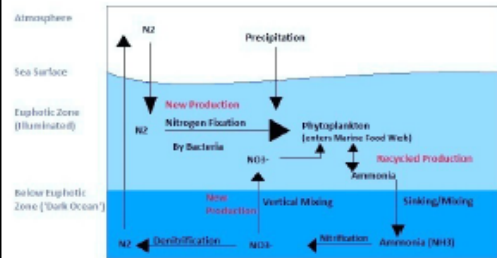 Atmosphere
N2
Precipitation
Sea Surface
New Production
Euphotic Zone
(Illuminated)
N2
Nitrogen Fixation
Phytoplankton
(enters Marine Food Web)
By Bacteria
NO3-
Recycled Production
Ammonia
Below Euphotic
Zone ('Dark Ocean')
New
Production
Vertical Mixing
Sinking/Mixing
N2
Denitrification
NO3-
Nitrification
Ammonia (NH3)